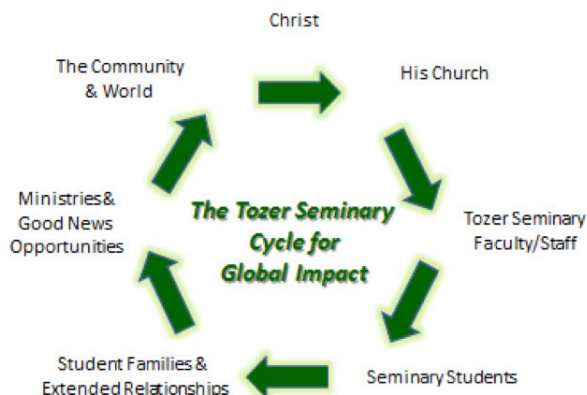 Christ
The Community
& World
His Church
Ministries &
Good News
Opportunities
The Tozer Seminary
Cycle for
Global Impact
Tozer Seminary
Faculty/Staff
Student Families &
Extended Relationships
Seminary Students